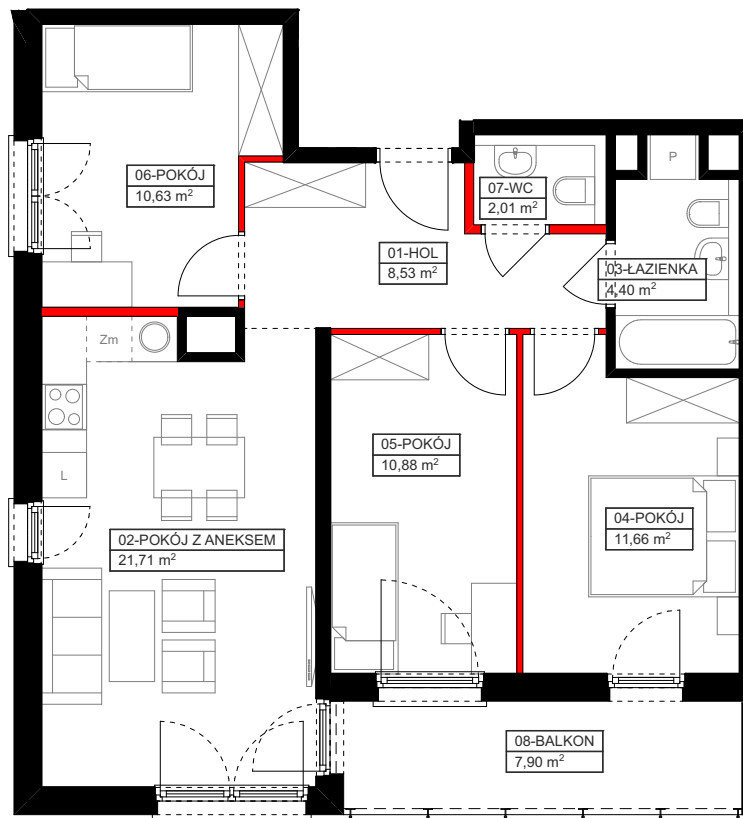 P
06-POKÓJ
10,63 m²
07-WC
2,01 m²
01-HOL
8,53 m²
03-ŁAZIENKA
4,40 m²
Zm
05-POKÓJ
10,88 m²
L
04-POKÓJ
11,66 m²
02-POKÓJ Z ANEKSEM
21,71 m²
08-BALKON
7,90 m²